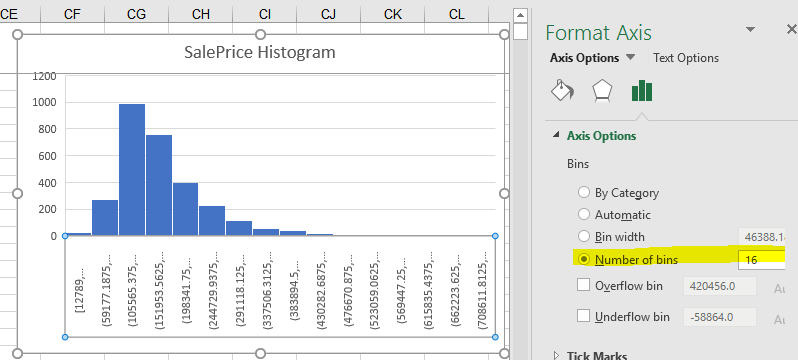 CE CF CG CH CI CJ CK CL
SalePrice Histogram
1200
1000
800
600
400
200
0
[12789,...
(59177.1875,...
(105565.375,...
(151953.5625...
(198341.75,...
(244729.9375...
(291118.125,...
(337506.3125...
(383894.5,...
(430282.6875,...
(476670.875,...
(523059.0625,...
(569447.25,...
(615835.4375,...
(662223.625,...
(708611.8125,...
Format Axis
Axis Options Text Options
Axis Options
Bins
By Category
Automatic
Bin width 46388.1
Number of bins 16
Overflow bin 420456.0 Au
Underflow bin -58864.0 Au
Tick Marks